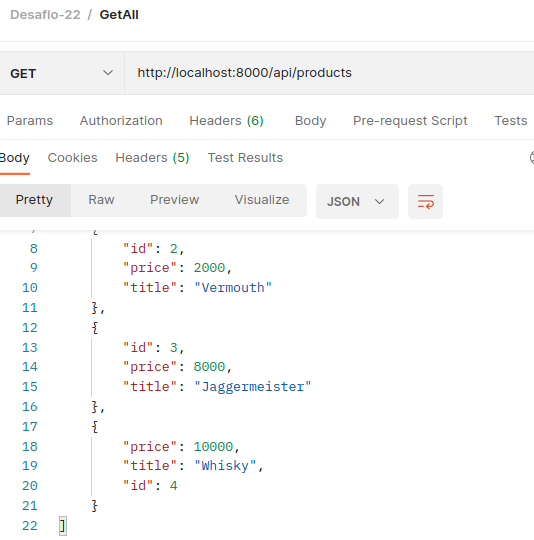 Desafio-22 / GetAll
GET http://localhost:8000/api/products
Params Authorization Headers (6) Body Pre-request Script Tests
Body Cookies Headers (5) Test Results
Pretty Raw Preview Visualize JSON
8 "id": 2,
9 "price": 2000,
10 "title": "Vermouth"
11 },
12 {
13 "id": 3,
14 "price": 8000,
15 "title": "Jaggermeister"
16 },
17 {
18 "price": 10000,
19 "title": "Whisky",
20 "id": 4
21 }
22 ]